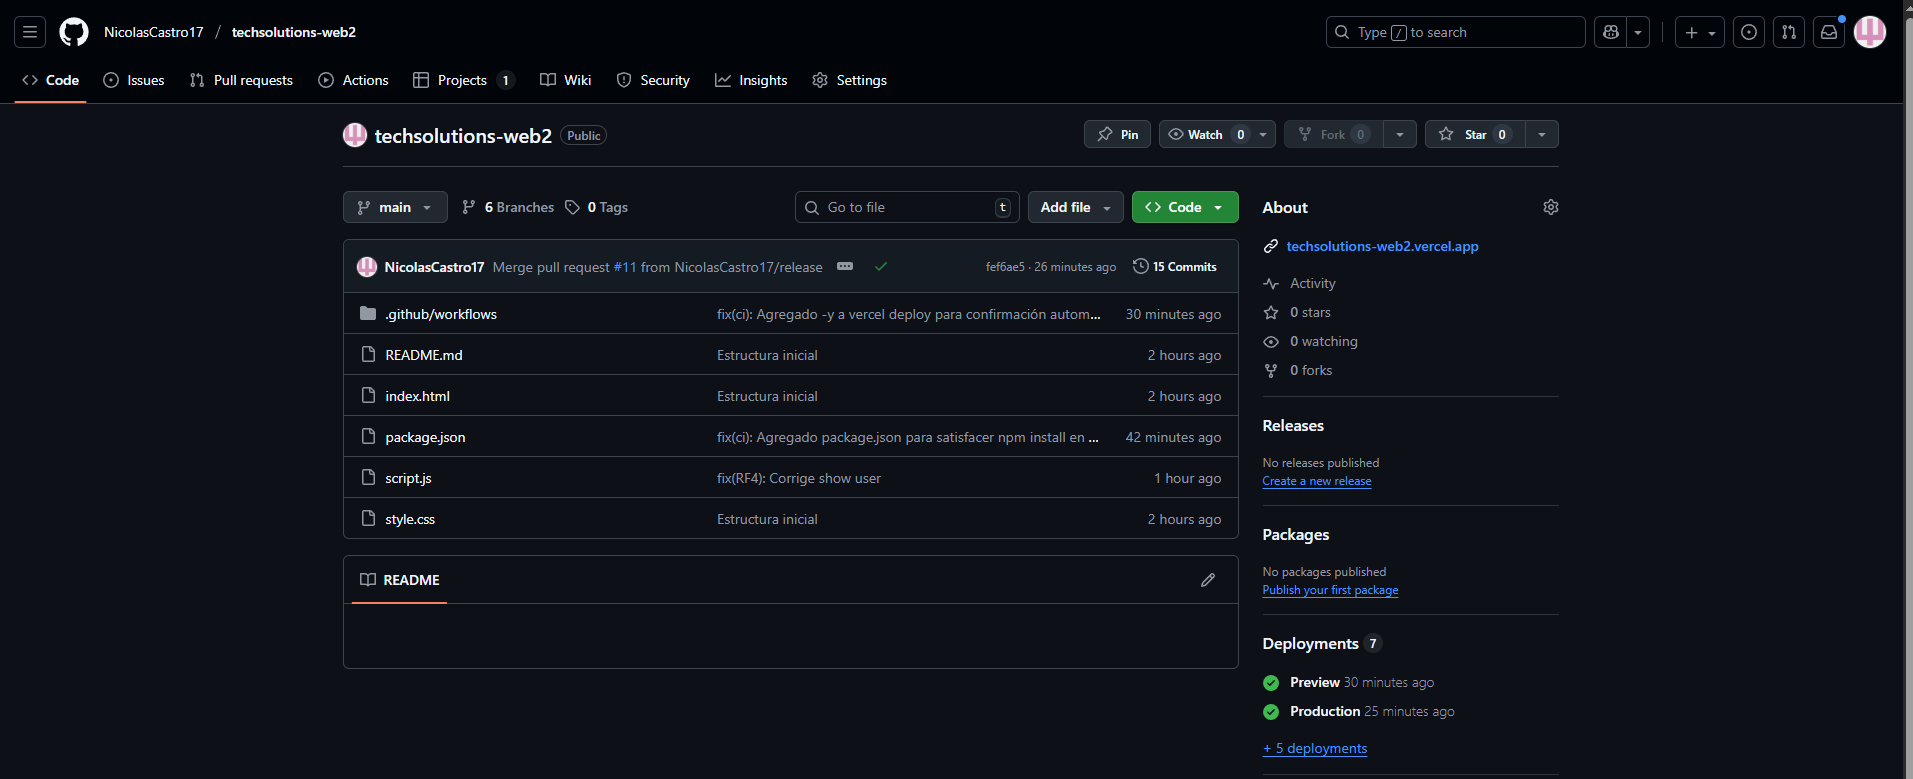 NicolasCastro17 / techsolutions-web2
Type / to search
Code
Issues
Pull requests
Actions
Projects 1
Wiki
Security
Insights
Settings
techsolutions-web2 Public
Pin
Watch 0
Fork 0
Star 0
main
6 Branches
0 Tags
Go to file t
Add file
Code
NicolasCastro17 Merge pull request #11 from NicolasCastro17/release
fef6ae5 · 26 minutes ago
15 Commits
.github/workflows fix(ci): Agregado -y a vercel deploy para confirmación autom... 30 minutes ago
README.md Estructura inicial 2 hours ago
index.html Estructura inicial 2 hours ago
package.json fix(ci): Agregado package.json para satisfacer npm install en ... 42 minutes ago
script.js fix(RF4): Corrige show user 1 hour ago
style.css Estructura inicial 2 hours ago
README
About
techsolutions-web2.vercel.app
Activity
0 stars
0 watching
0 forks
Releases
No releases published
Create a new release
Packages
No packages published
Publish your first package
Deployments 7
Preview 30 minutes ago
Production 25 minutes ago
+ 5 deployments